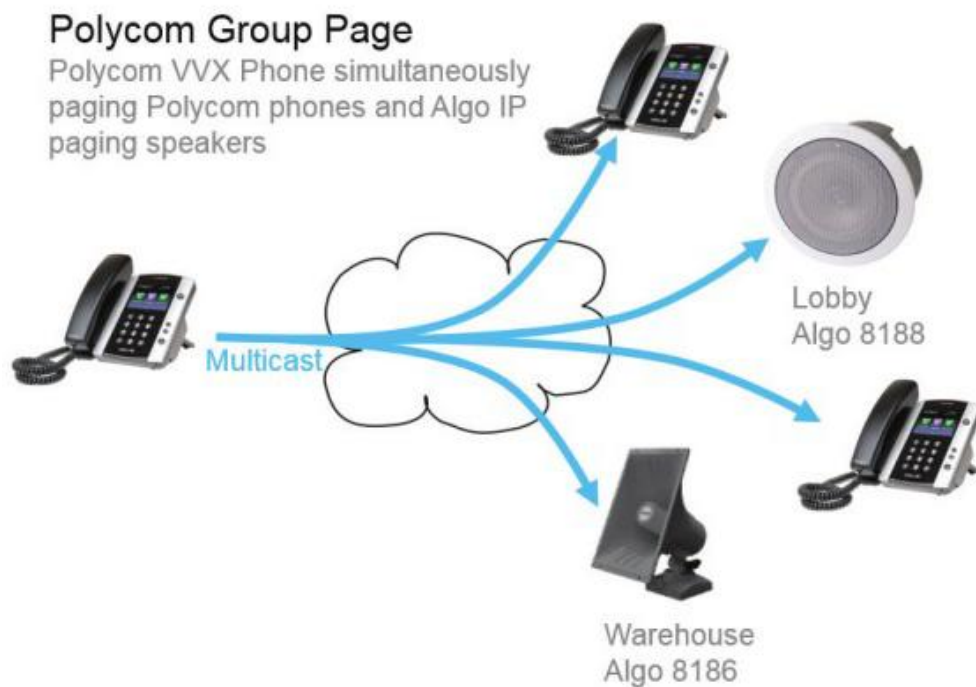 Polycom Group Page
Polycom VVX Phone simultaneously
paging Polycom phones and Algo IP
paging speakers
Lobby
Algo 8188
Multicast
Warehouse
Algo 8186